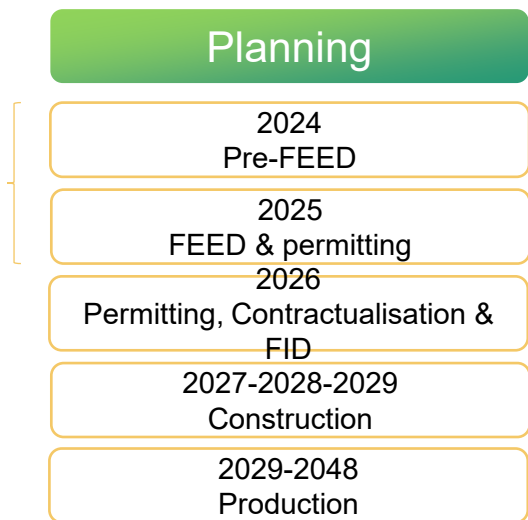 Planning
2024
Pre-FEED
2025
FEED & permitting
2026
Permitting, Contractualisation &
FID
2027-2028-2029
Construction
2029-2048
Production